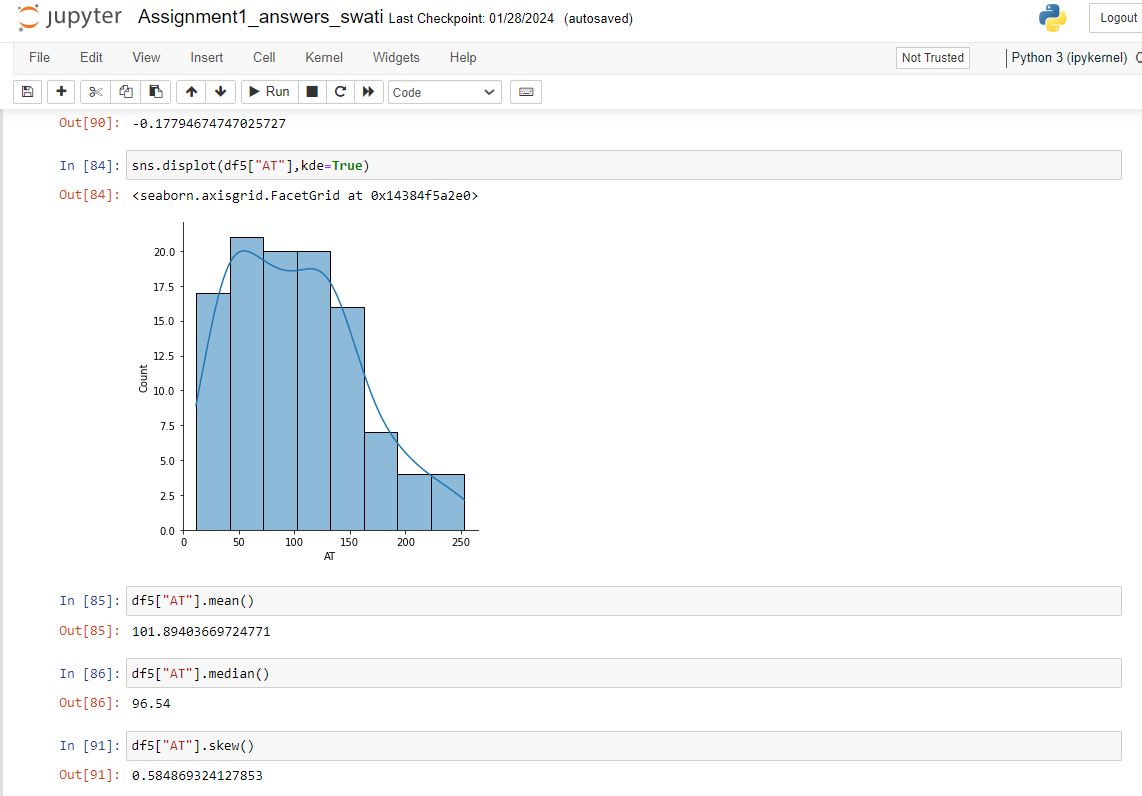 jupyter Assignment1_answers_swati Last Checkpoint: 01/28/2024 (autosaved)
Logout
File Edit View Insert Cell Kernel Widgets Help
Not Trusted
Python 3 (ipykernel)
Run
Code
Out[90]: -0.17794674747025727
In [84]: sns.displot(df5["AT"],kde=True)
Out[84]: <seaborn.axisgrid.FacetGrid at 0x14384f5a2e0>
20.0
17.5
15.0
12.5
10.0
7.5
5.0
2.5
0.0
Count
0 50 100 150 200 250
AT
In [85]: df5["AT"].mean()
Out[85]: 101.89403669724771
In [86]: df5["AT"].median()
Out[86]: 96.54
In [91]: df5["AT"].skew()
Out[91]: 0.584869324127853